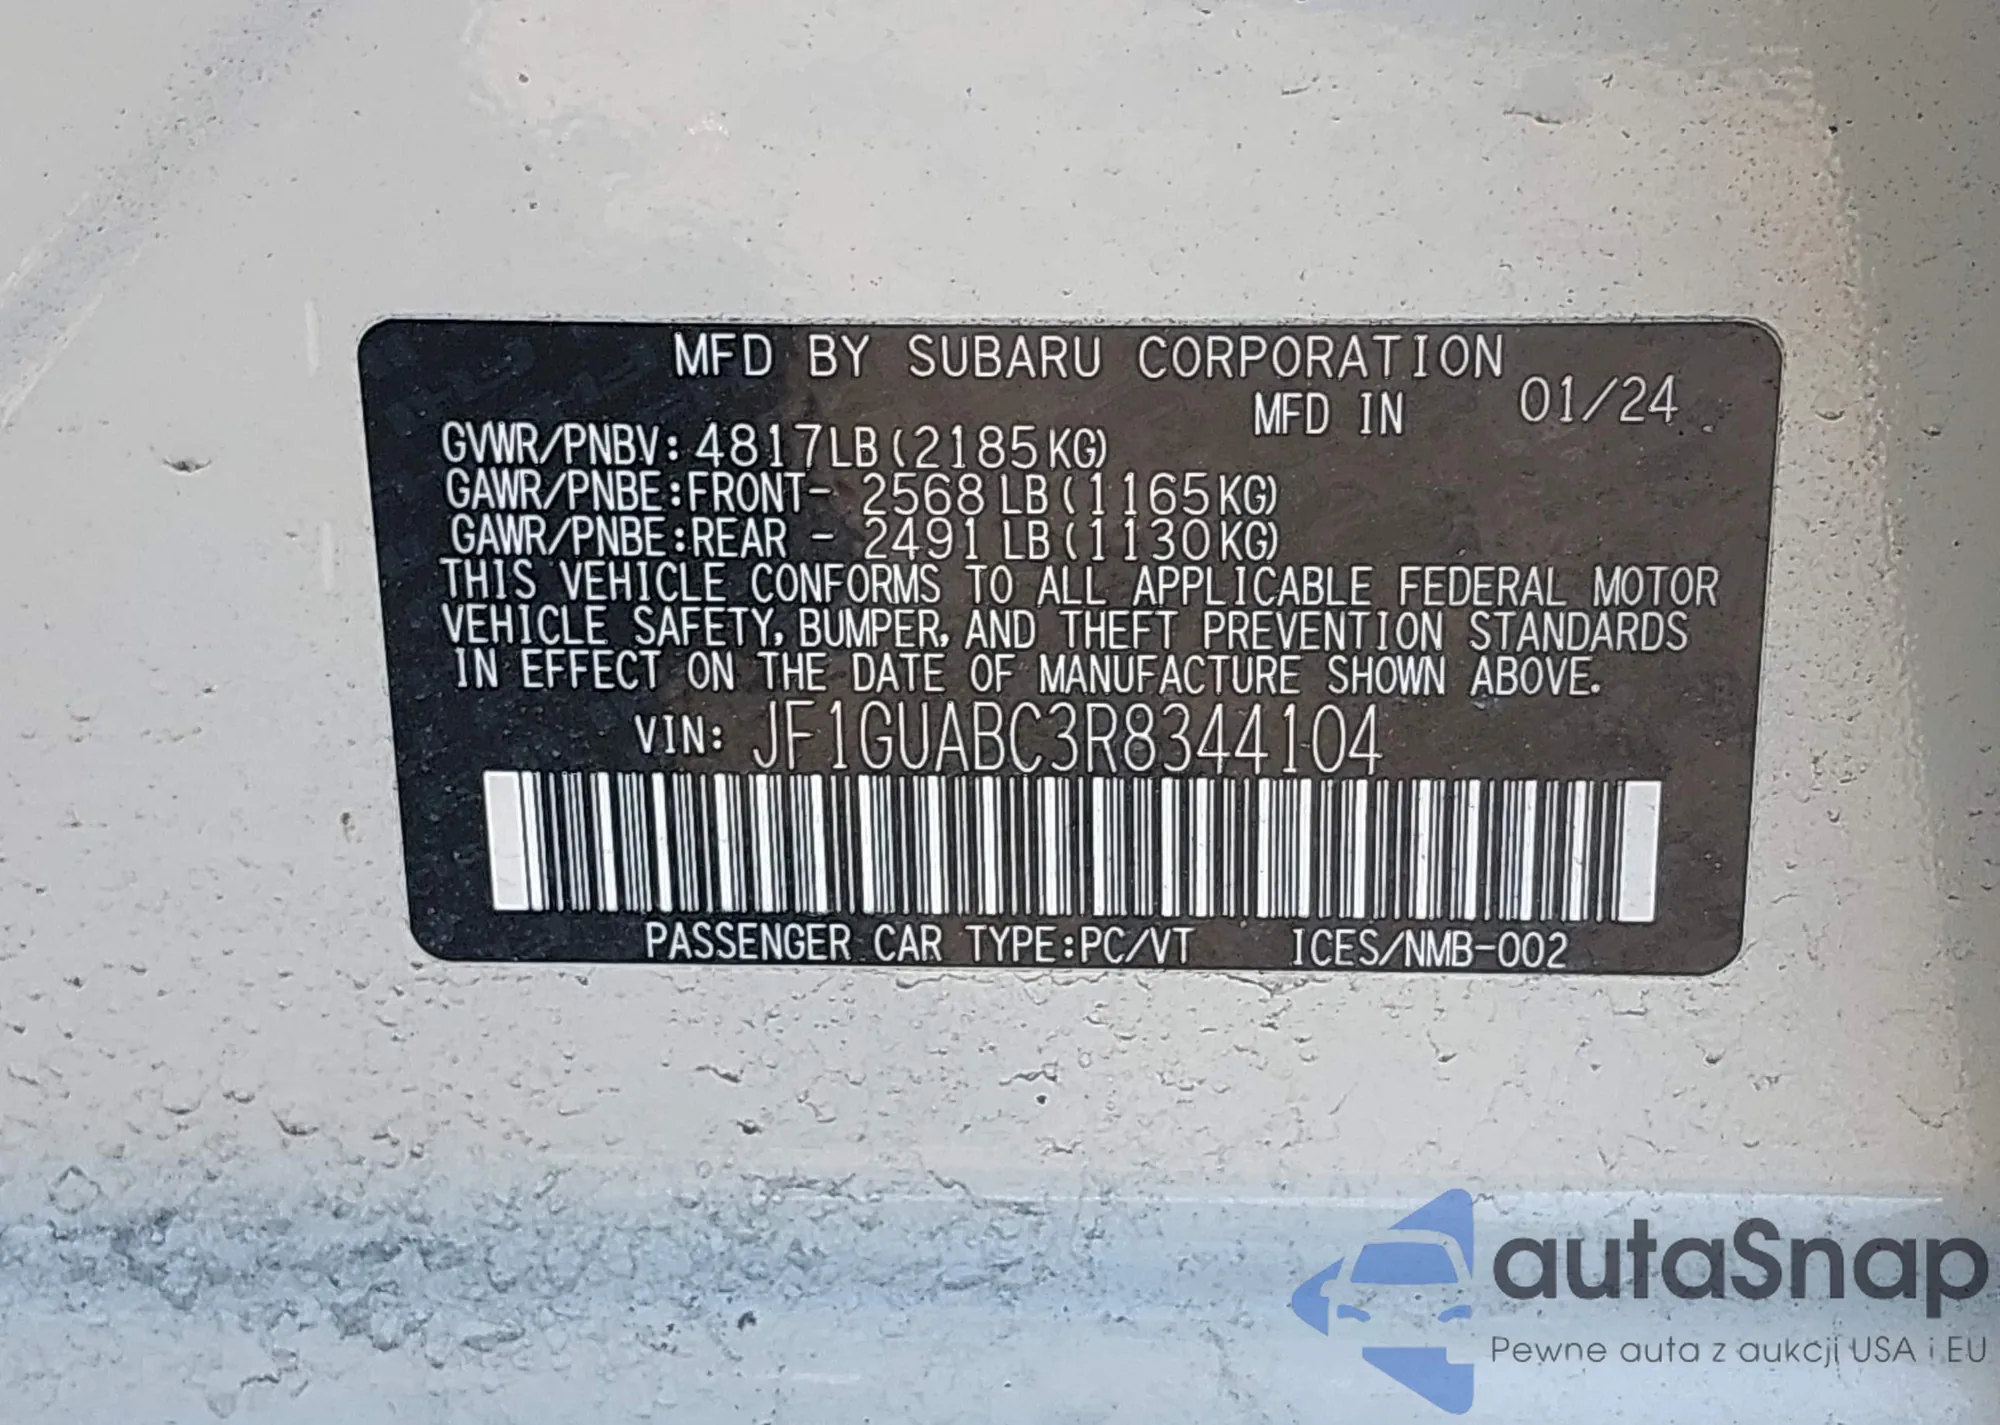 MFD BY SUBARU CORPORATION
MFD IN 01/24
GVWR/PNBV: 4817LB(2185KG)
GAWR/PNBE:FRONT- 2568 LB(1165KG)
GAWR/PNBE:REAR - 2491 LB(1130KG)
THIS VEHICLE CONFORMS TO ALL APPLICABLE FEDERAL MOTOR
VEHICLE SAFETY, BUMPER, AND THEFT PREVENTION STANDARDS
IN EFFECT ON THE DATE OF MANUFACTURE SHOWN ABOVE.
VIN: JF1GUABC3R8344104
PASSENGER CAR TYPE:PC/VT ICES/NMB-002
autaSnap
Pewne auta z aukcji USA i EU